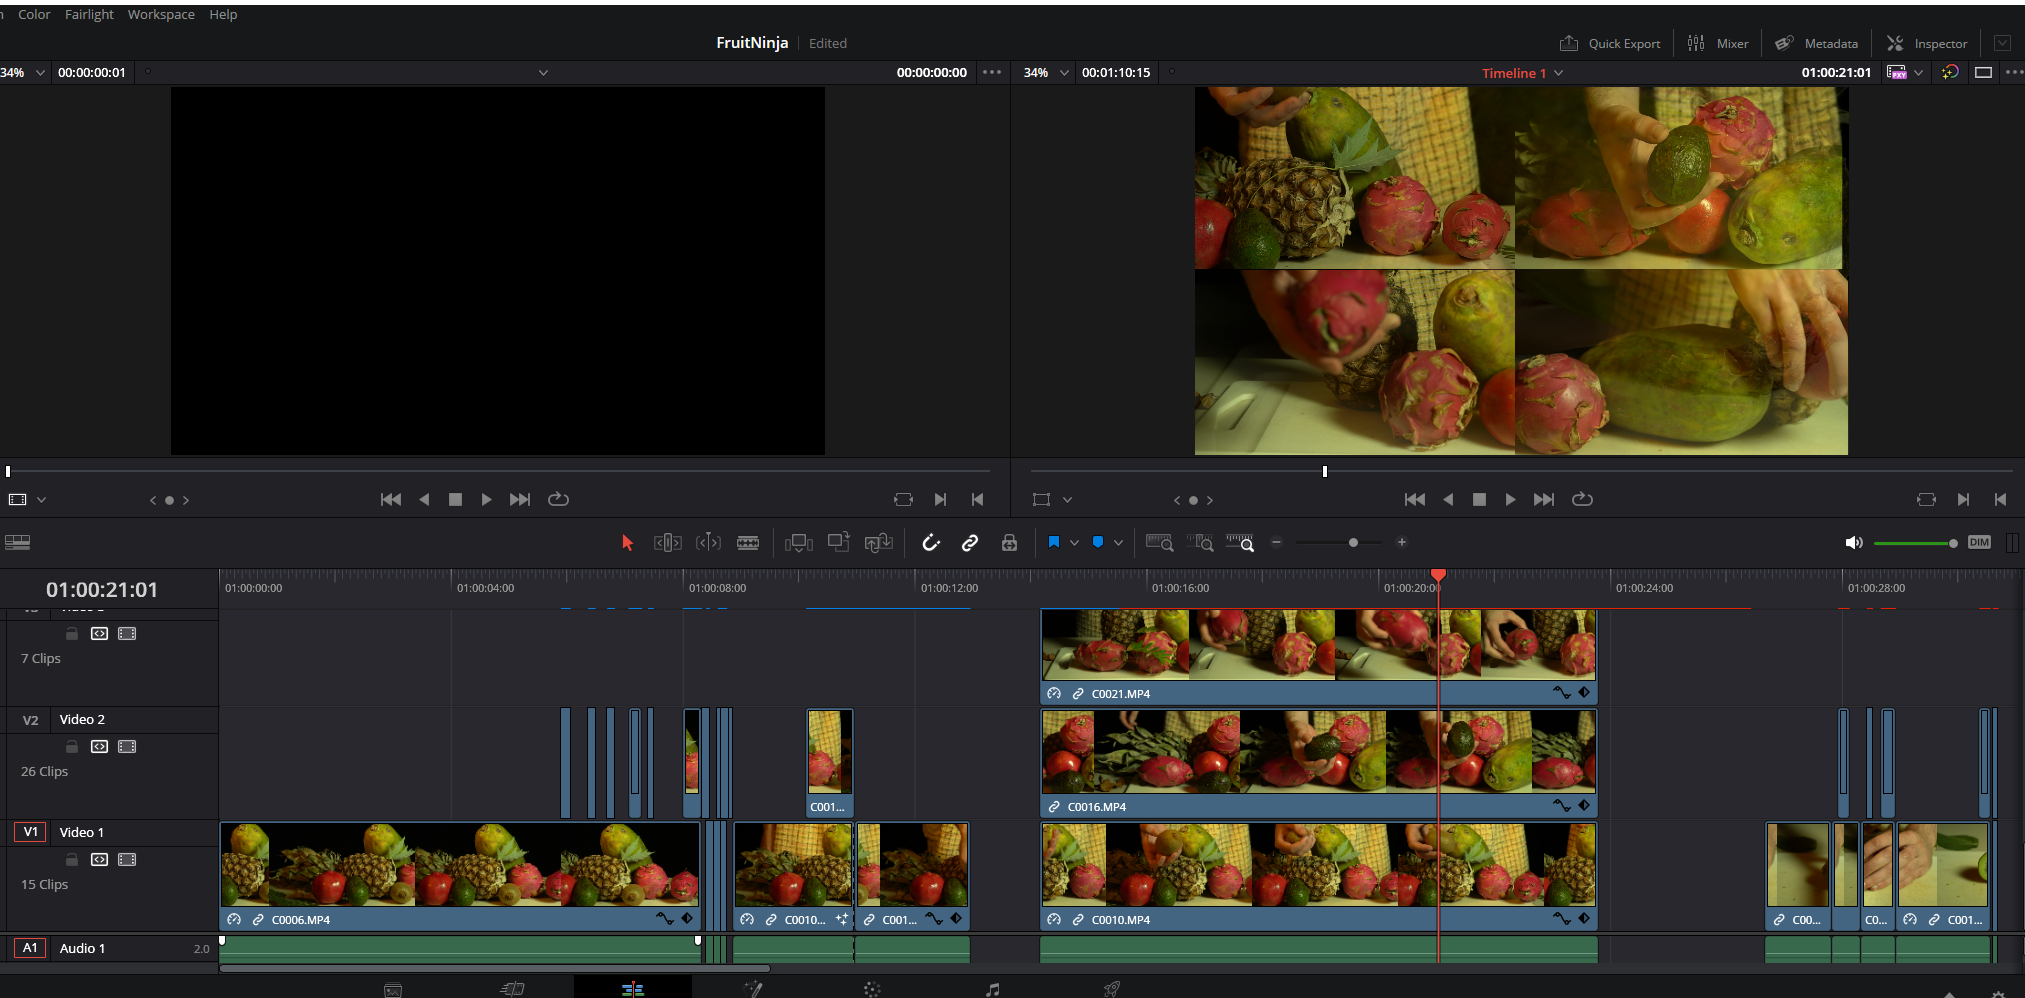 Color Fairlight Workspace Help
FruitNinja Edited
Quick Export Mixer Metadata Inspector
34% 00:00:00:01 00:00:00:00 34% 00:01:10:15 Timeline 1 01:00:21:01 PXY
DIM
01:00:21:01
01:00:00:00 01:00:04:00 01:00:08:00 01:00:12:00 01:00:16:00 01:00:20:00 01:00:24:00 01:00:28:00
7 Clips
C0021.MP4
V2 Video 2
26 Clips
C001... C0016.MP4
V1 Video 1
15 Clips
C0006.MP4 C0010... C001... C0010.MP4 C00... C0... C001...
A1 Audio 1 2.0